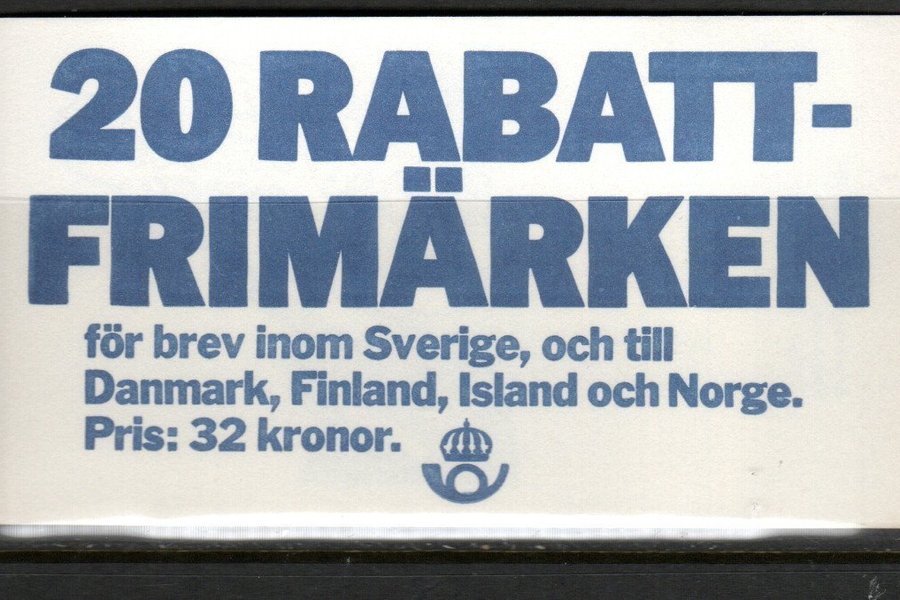 20 RABATT-
FRIMÄRKEN
för brev inom Sverige, och till
Danmark, Finland, Island och Norge.
Pris: 32 kronor.